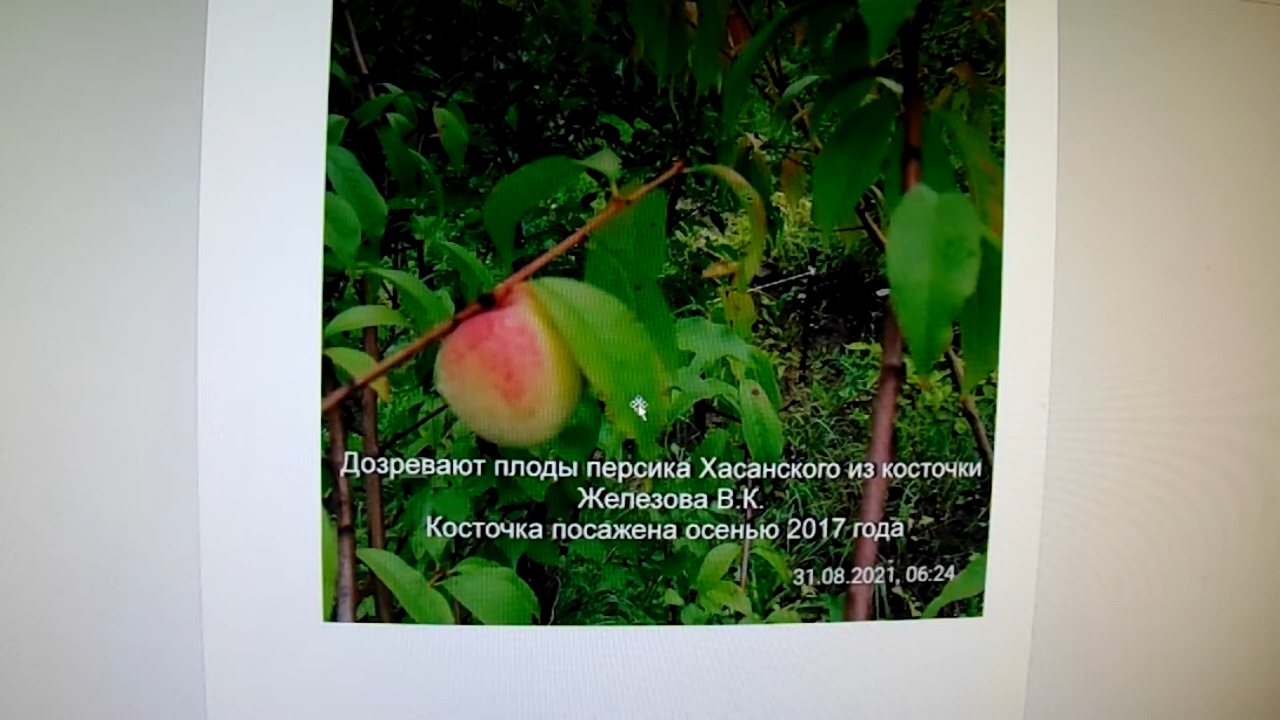 Дозревают плоды персика Хасанского из косточки
Железова В.К.
Косточка посажена осенью 2017 года
31.08.2021, 06:24